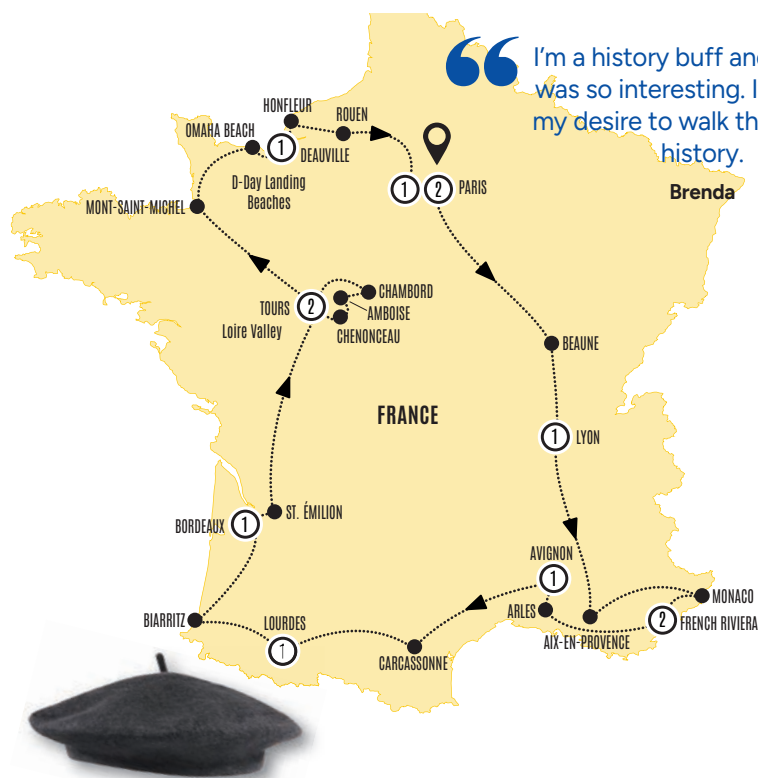 “
I’m a history buff and
was so interesting. I
my desire to walk th
history.
Brenda
HONFLEUR
ROUEN
OMAHA BEACH
1
DEAUVILLE
D-Day Landing
Beaches
1
2
PARIS
MONT-SAINT-MICHEL
CHAMBORD
TOURS
2
AMBOISE
Loire Valley
CHENONCEAU
BEAUNE
FRANCE
1
LYON
BORDEAUX
1
ST. ÉMILION
AVIGNON
1
MONACO
BIARRITZ
LOURDES
1
ARLES
2
FRENCH RIVIERA
AIX-EN-PROVENCE
CARCASSONNE